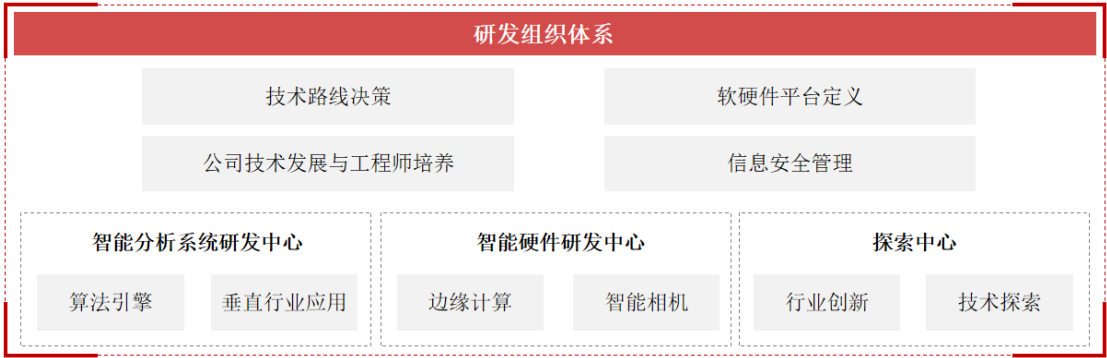 研发组织体系
技术路线决策
软硬件平台定义
公司技术发展与工程师培养
信息安全管理
智能分析系统研发中心
算法引擎
垂直行业应用
智能硬件研发中心
边缘计算
智能相机
探索中心
行业创新
技术探索